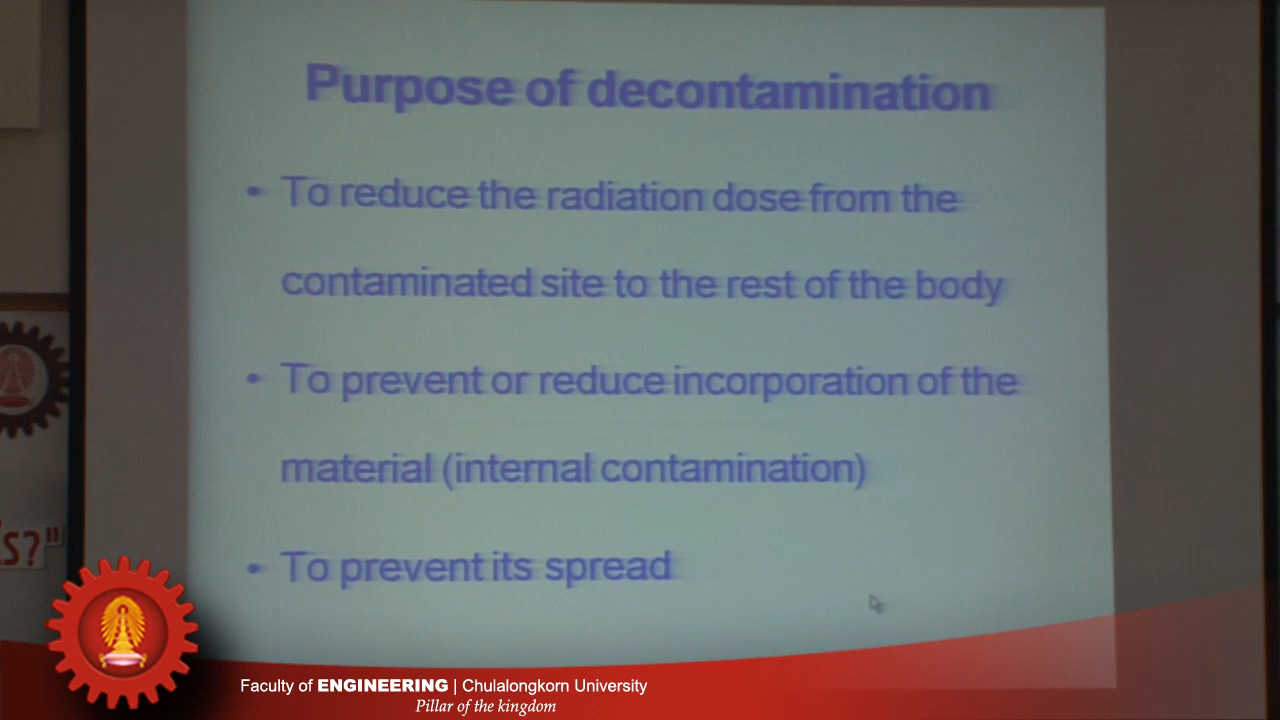 Purpose of decontamination
• To reduce the radiation dose from the
contaminated site to the rest of the body
• To prevent or reduce incorporation of the
material (internal contamination)
• To prevent its spread
s?"
Faculty of ENGINEERING | Chulalongkorn University
Pillar of the kingdom